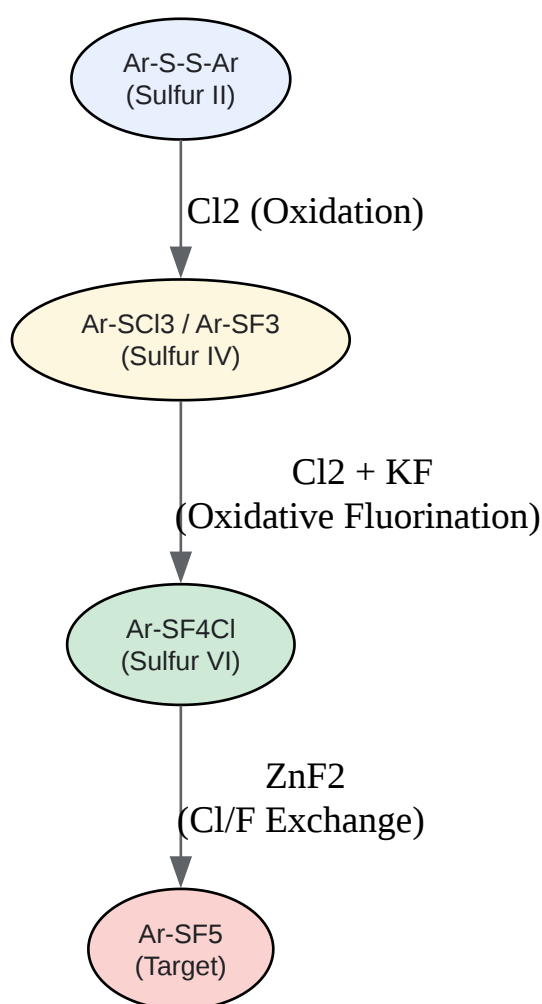 Ar-S-S-Ar
(Sulfur II)
Cl2 (Oxidation)
Ar-SCl3 / Ar-SF3
(Sulfur IV)
Cl2 + KF
(Oxidative Fluorination)
Ar-SF4Cl
(Sulfur VI)
ZnF2
(Cl/F Exchange)
Ar-SF5
(Target)